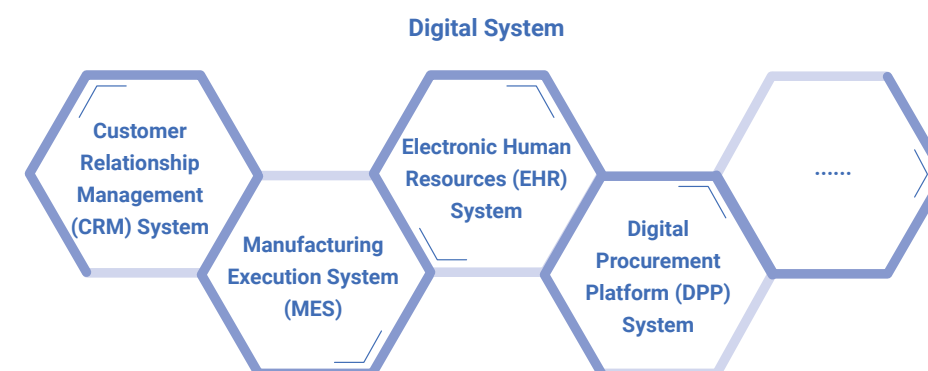 Digital System
Customer
Relationship
Management
(CRM) System
Manufacturing
Execution System
(MES)
Electronic Human
Resources (EHR)
System
Digital
Procurement
Platform (DPP)
System
......